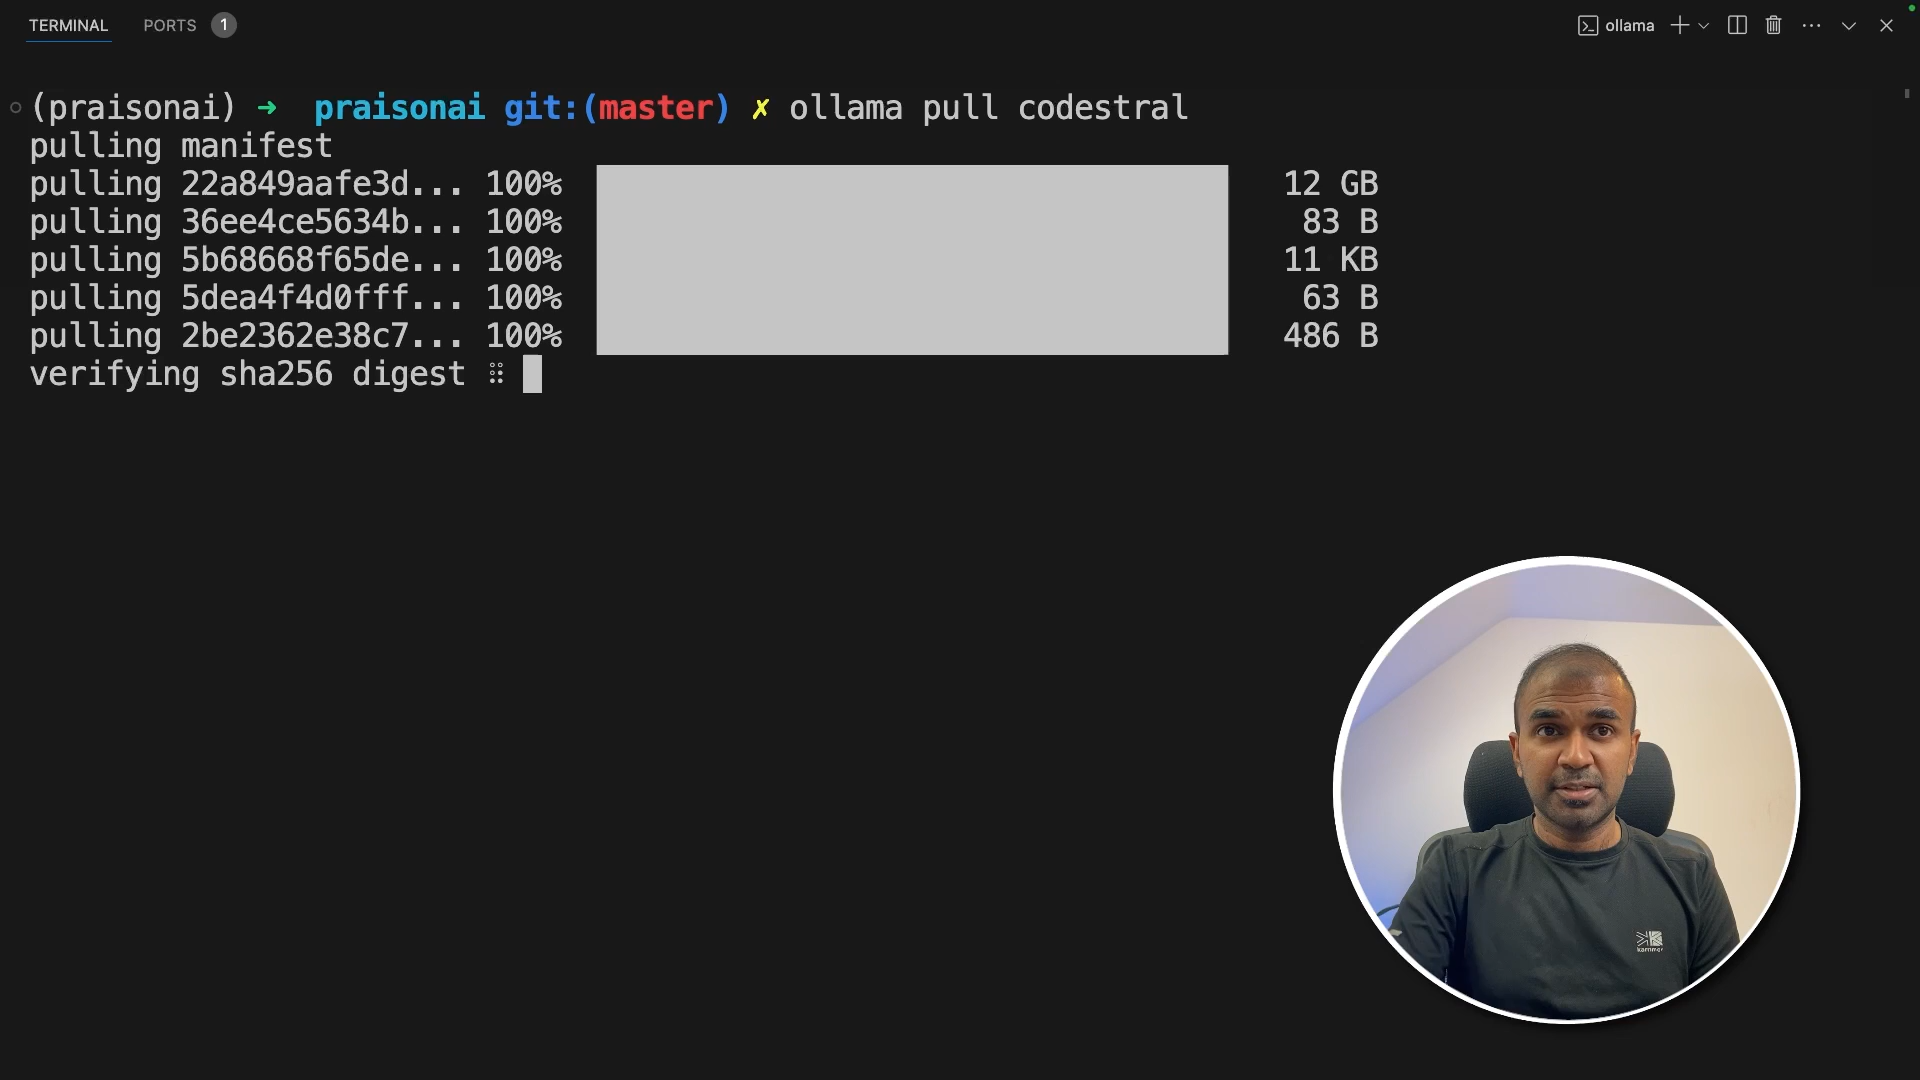 TERMINAL PORTS 1 ollama
(praisonai) ➜ praisonai git:(master) ✗ ollama pull codestral
pulling manifest
pulling 22a849aafe3d... 100% 12 GB
pulling 36ee4ce5634b... 100% 83 B
pulling 5b68668f65de... 100% 11 KB
pulling 5dea4f4d0fff... 100% 63 B
pulling 2be2362e38c7... 100% 486 B
verifying sha256 digest ⠿